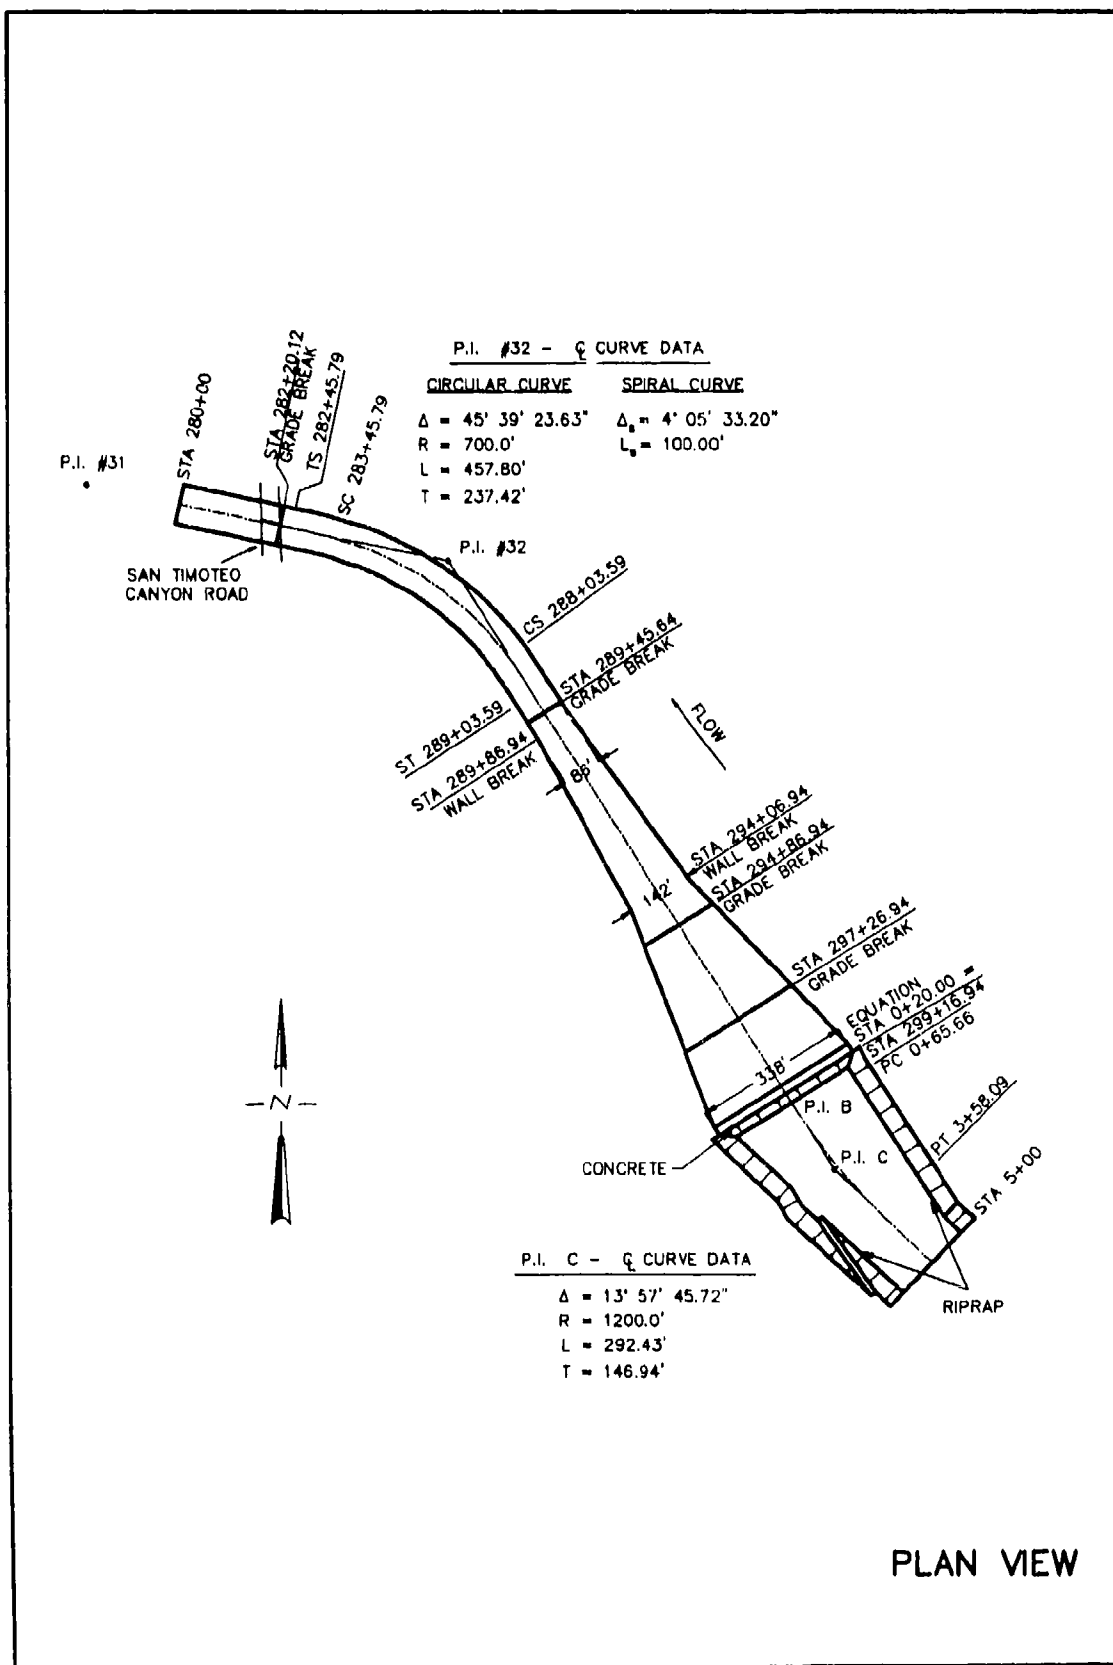 P.I. #32 - ℄ CURVE DATA
CIRCULAR CURVE
Δ = 45' 39' 23.63"
R = 700.0'
L = 457.80'
T = 237.42'
SPIRAL CURVE
Δs = 4° 05' 33.20"
Ls = 100.00'
P.I. #31
STA 280+00
STA 282+20.12
GRADE BREAK
TS 282+45.79
SC 283+45.79
P.I. #32
SAN TIMOTEO
CANYON ROAD
CS 288+03.59
STA 289+45.64
GRADE BREAK
ST 289+03.59
STA 289+86.94
WALL BREAK
86'
FLOW
STA 294+06.94
WALL BREAK
STA 294+86.94
GRADE BREAK
142'
STA 297+26.94
GRADE BREAK
EQUATION
STA 0+20.00 =
STA 299+16.94
PC 0+65.66
338'
P.I. B
N
PT 3+58.09
CONCRETE
P.I. C
STA 5+00
RIPRAP
P.I. C - ℄ CURVE DATA
Δ = 13' 57' 45.72"
R = 1200.0'
L = 292.43'
T = 146.94'
PLAN VIEW